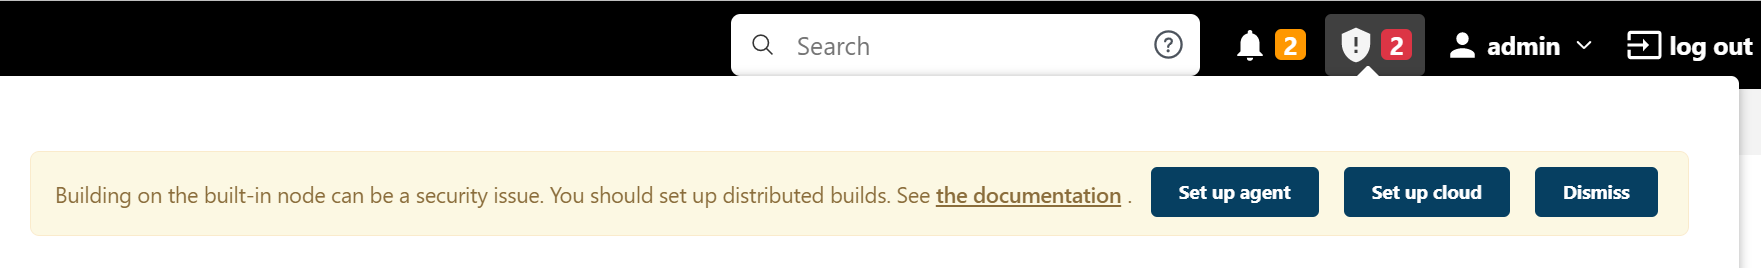 Search
2
2
admin
log out
Building on the built-in node can be a security issue. You should set up distributed builds. See the documentation .
Set up agent
Set up cloud
Dismiss